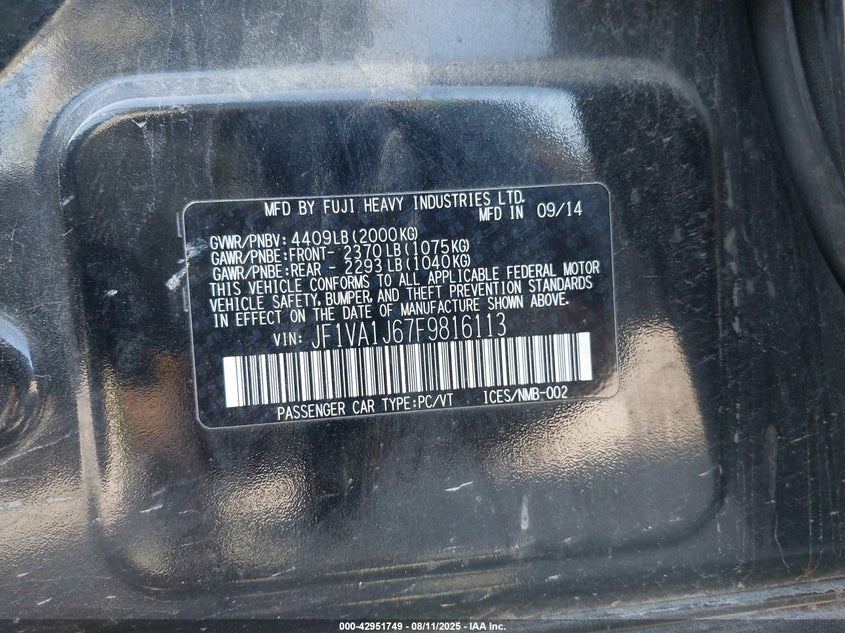 MFD BY FUJI HEAVY INDUSTRIES LTD.
MFD IN 09/14
GVWR/PNBV: 4409LB(2000KG)
GAWR/PNBE:FRONT- 2370LB(1075KG)
GAWR/PNBE:REAR - 2293LB(1040KG)
THIS VEHICLE CONFORMS TO ALL APPLICABLE FEDERAL MOTOR
VEHICLE SAFETY, BUMPER, AND THEFT PREVENTION STANDARDS
IN EFFECT ON THE DATE OF MANUFACTURE SHOWN ABOVE.
VIN: JF1VA1J67F9816113
PASSENGER CAR TYPE:PC/VT ICES/NMB-002
000-42951749 - 08/11/2025 - IAA Inc.